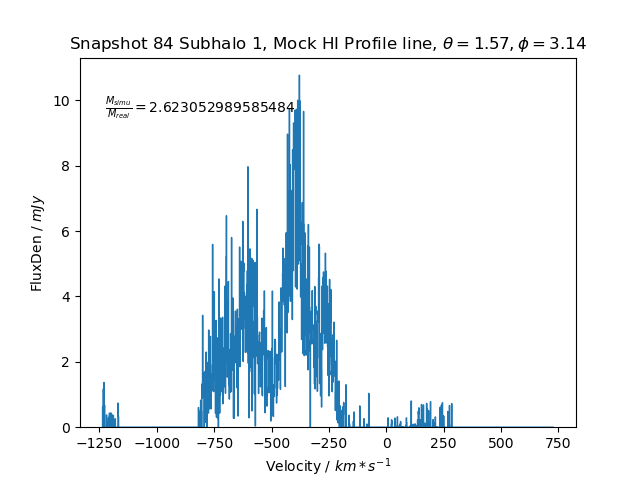 Snapshot 84 Subhalo 1, Mock HI Profile line, θ = 1.57, ϕ = 3.14
M_simu/M_real = 2.623052989585484
FluxDen / mJy
10
8
6
4
2
0
−1250 −1000 −750 −500 −250 0 250 500 750
Velocity / km * s⁻¹